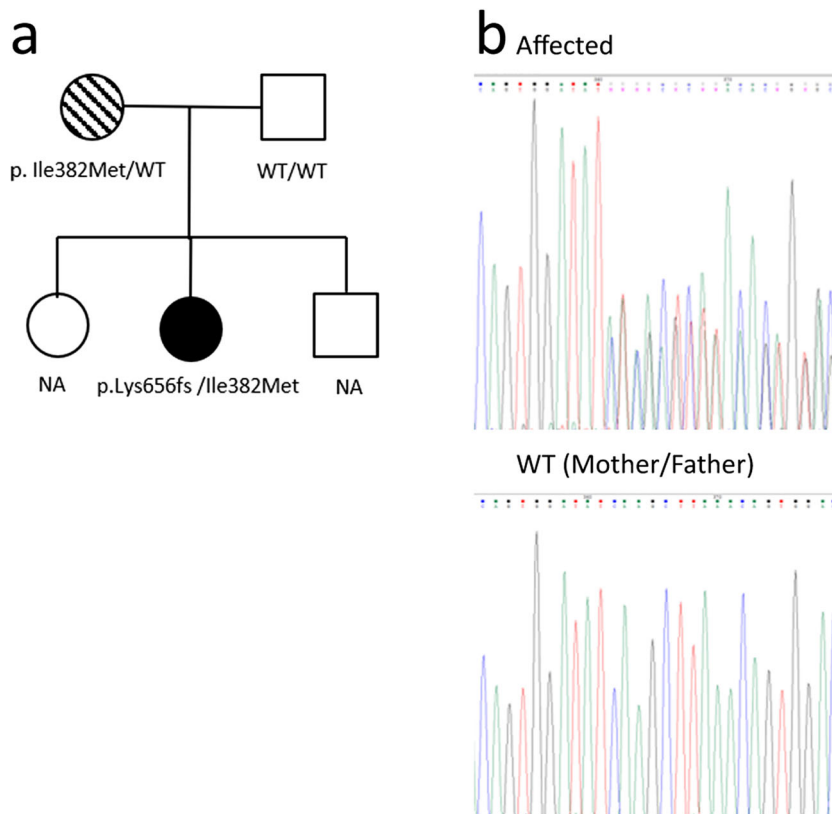 a
p. Ile382Met/WT
WT/WT
NA
p.Lys656fs /Ile382Met
NA
b Affected
WT (Mother/Father)